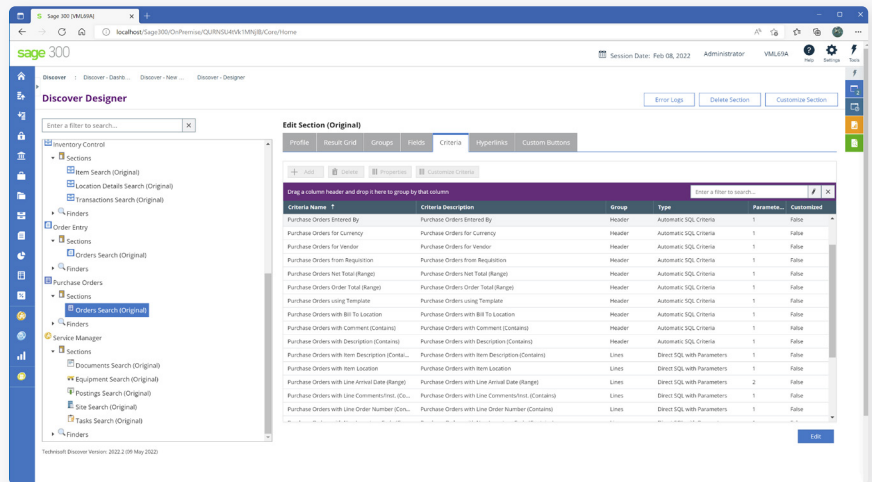 Sage 300 [VML69A]
localhost/Sage300/OnPremise/QURNSU4tVk1MNjlB/Core/Home
sage 300
Session Date: Feb 08, 2022 Administrator VML69A Help Settings Tools
Discover : Discover - Dashb... Discover - New ... Discover - Designer
Discover Designer
Error Logs Delete Section Customize Section
Enter a filter to search...
Inventory Control
Sections
Item Search (Original)
Location Details Search (Original)
Transactions Search (Original)
Finders
Order Entry
Sections
Orders Search (Original)
Finders
Purchase Orders
Sections
Orders Search (Original)
Finders
Service Manager
Sections
Documents Search (Original)
Equipment Search (Original)
Postings Search (Original)
Site Search (Original)
Tasks Search (Original)
Finders
Technisoft Discover Version: 2022.2 (09 May 2022)
Edit Section (Original)
Profile Result Grid Groups Fields Criteria Hyperlinks Custom Buttons
Add Delete Properties Customize Criteria
Drag a column header and drop it here to group by that column Enter a filter to search...
Criteria Name ↑ Criteria Description Group Type Paramete... Customized
Purchase Orders Entered By Purchase Orders Entered By Header Automatic SQL Criteria 1 False
Purchase Orders for Currency Purchase Orders for Currency Header Automatic SQL Criteria 1 False
Purchase Orders for Vendor Purchase Orders for Vendor Header Automatic SQL Criteria 1 False
Purchase Orders from Requisition Purchase Orders from Requisition Header Automatic SQL Criteria 1 False
Purchase Orders Net Total (Range) Purchase Orders Net Total (Range) Header Automatic SQL Criteria 1 False
Purchase Orders Order Total (Range) Purchase Orders Order Total (Range) Header Automatic SQL Criteria 1 False
Purchase Orders using Template Purchase Orders using Template Header Automatic SQL Criteria 1 False
Purchase Orders with Bill To Location Purchase Orders with Bill To Location Header Automatic SQL Criteria 1 False
Purchase Orders with Comment (Contains) Purchase Orders with Comment (Contains) Header Automatic SQL Criteria 1 False
Purchase Orders with Description (Contains) Purchase Orders with Description (Contains) Header Automatic SQL Criteria 1 False
Purchase Orders with Item Description (Contai... Purchase Orders with Item Description (Contains) Lines Direct SQL with Parameters 1 False
Purchase Orders with Item Location Purchase Orders with Item Location Lines Direct SQL with Parameters 1 False
Purchase Orders with Line Arrival Date (Range) Purchase Orders with Line Arrival Date (Range) Lines Direct SQL with Parameters 2 False
Purchase Orders with Line Comments/Inst. (Co... Purchase Orders with Line Comments/Inst. (Contains) Lines Direct SQL with Parameters 1 False
Purchase Orders with Line Order Number (Con... Purchase Orders with Line Order Number (Contains) Lines Direct SQL with Parameters 1 False
Edit